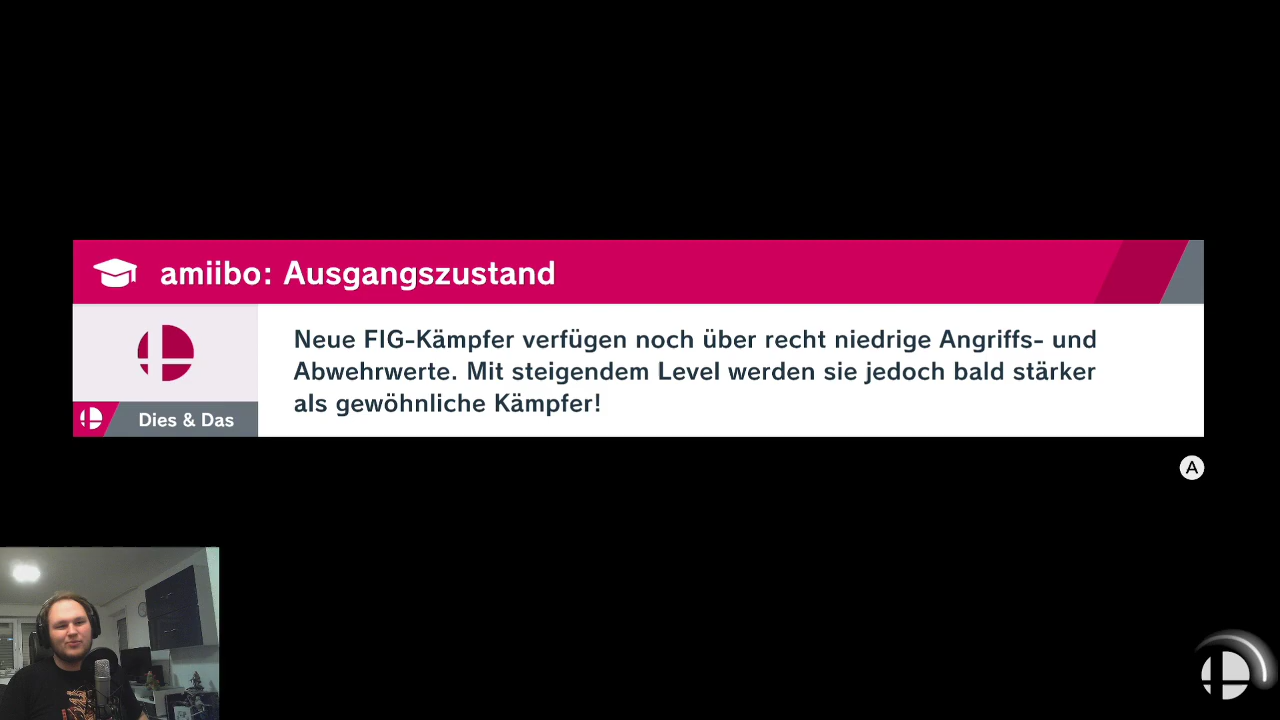 amiibo: Ausgangszustand
Neue FIG-Kämpfer verfügen noch über recht niedrige Angriffs- und
Abwehrwerte. Mit steigendem Level werden sie jedoch bald stärker
als gewöhnliche Kämpfer!
Dies & Das
A